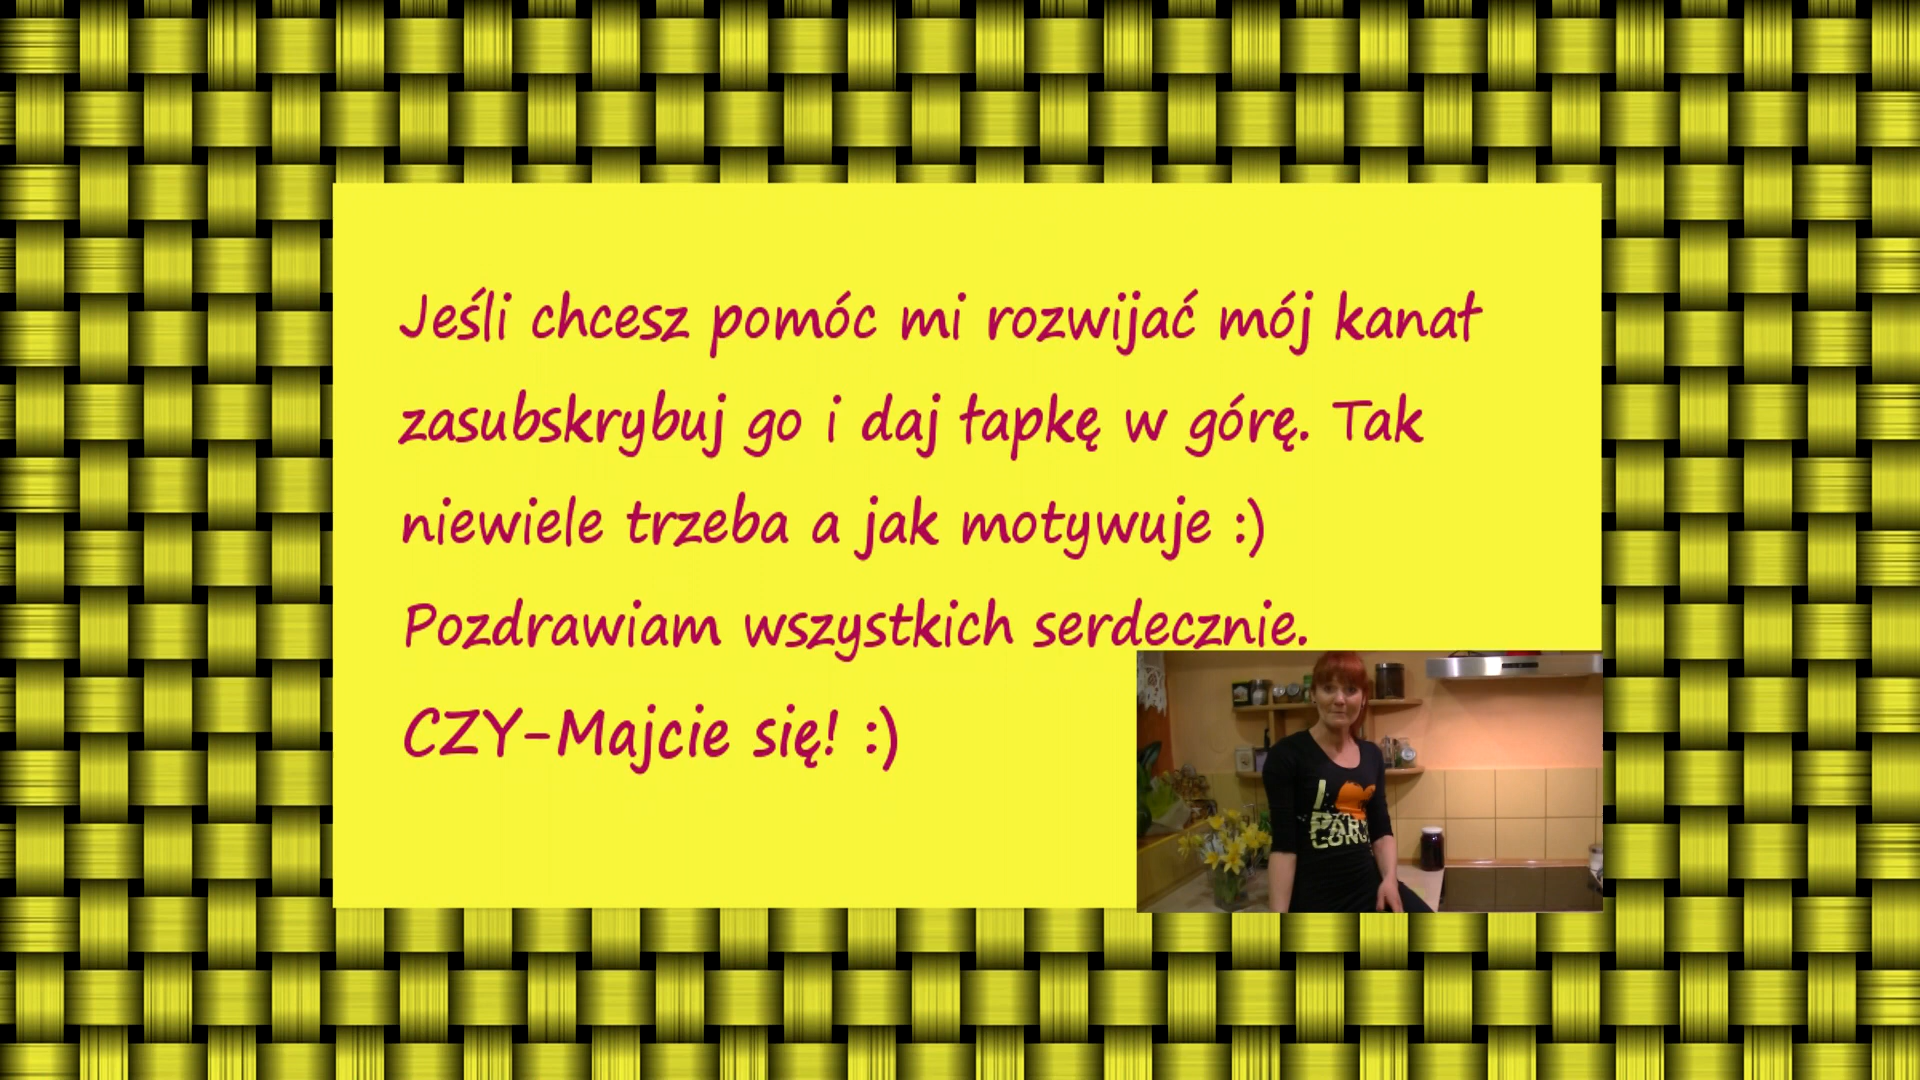 Jeśli chcesz pomóc mi rozwijać mój kanał
zasubskrybuj go i daj łapkę w górę. Tak
niewiele trzeba a jak motywuje :)
Pozdrawiam wszystkich serdecznie.
CZY-Majcie się! :)
I